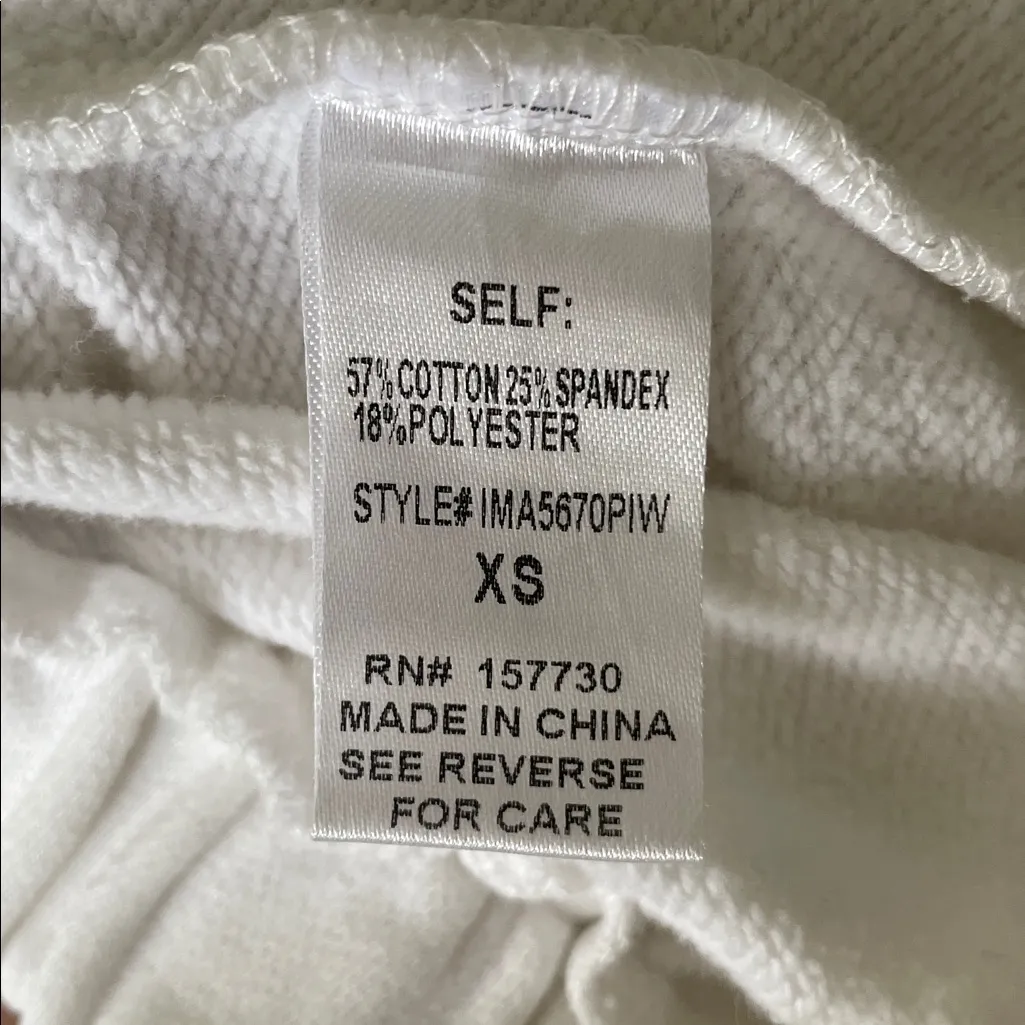 SELF:
57%COTTON 25%SPANDEX
18%POLYESTER
STYLE# IMA5670PIW
XS
RN# 157730
MADE IN CHINA
SEE REVERSE
FOR CARE